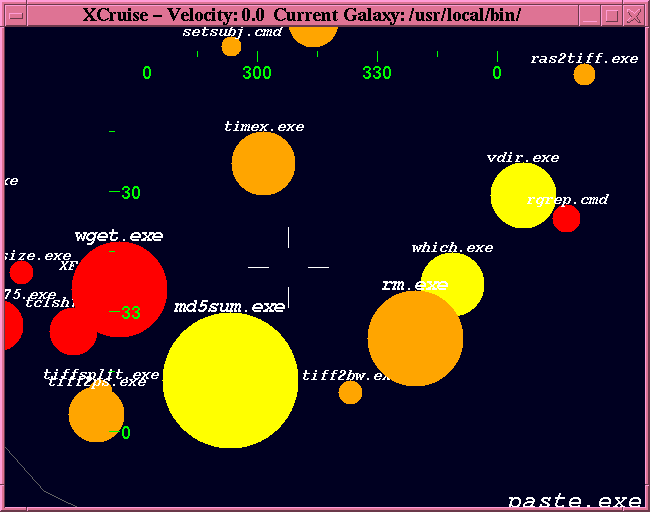 XCruise – Velocity: 0.0 Current Galaxy: /usr/local/bin/
setsubj.cmd
ras2tiff.exe
0 300 330 0
timex.exe
vdir.exe
xe
30
rgrep.cmd
wget.exe
which.exe
size.exe
XF
rm.exe
75.exe
tclsh
33
md5sum.exe
tiffsplit.exe
tiff2bw.ex
tiff2ps.exe
0
paste.exe